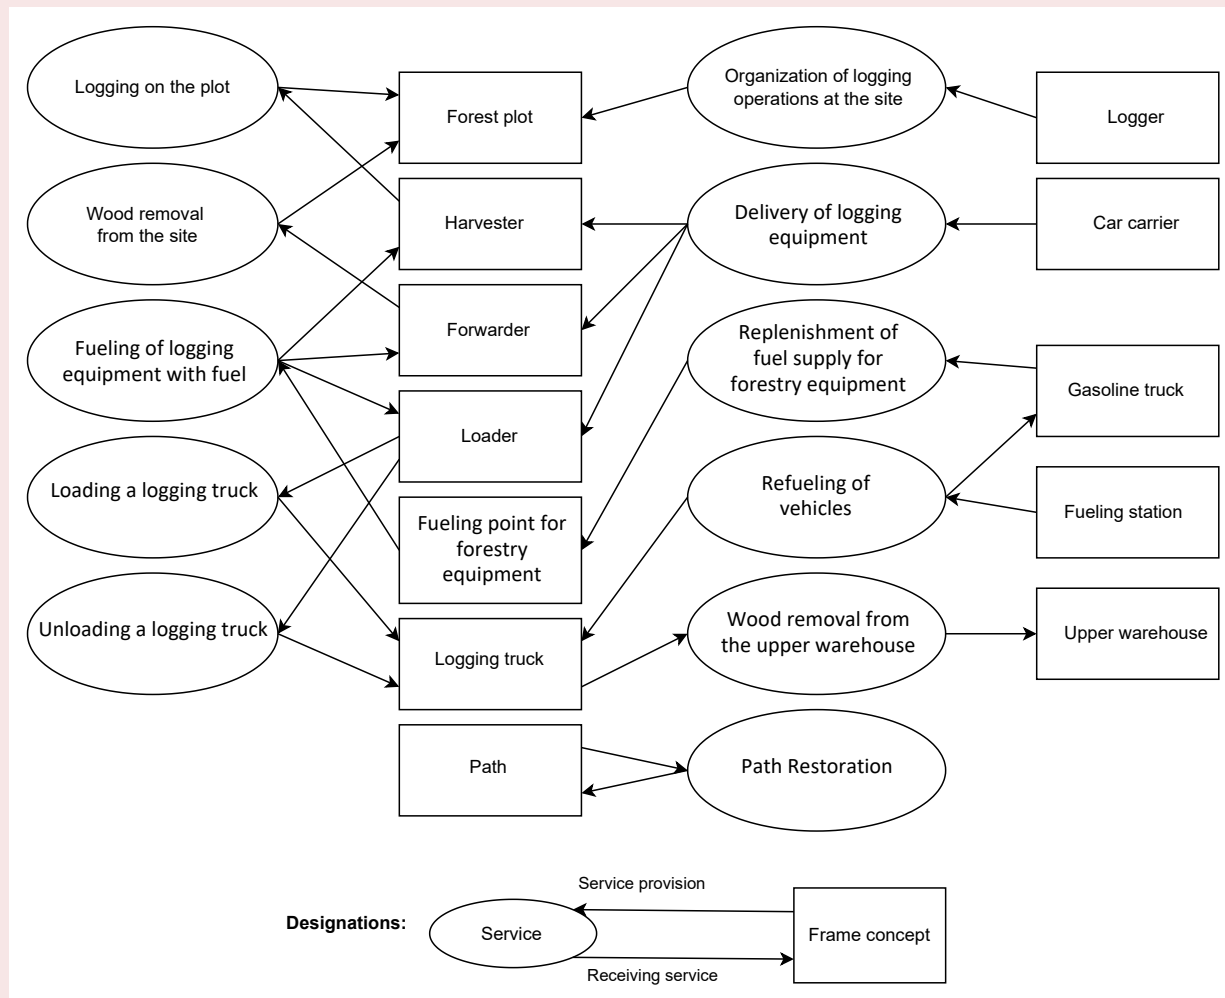 Logging on the plot
Forest plot
Organization of logging
operations at the site
Logger
Wood removal
from the site
Harvester
Delivery of logging
equipment
Car carrier
Fueling of logging
equipment with fuel
Forwarder
Replenishment of
fuel supply for
forestry equipment
Gasoline truck
Loading a logging truck
Loader
Refueling of
vehicles
Fueling station
Fueling point for
forestry
equipment
Unloading a logging truck
Logging truck
Wood removal from
the upper warehouse
Upper warehouse
Path
Path Restoration
Designations:
Service
Service provision
Receiving service
Frame concept